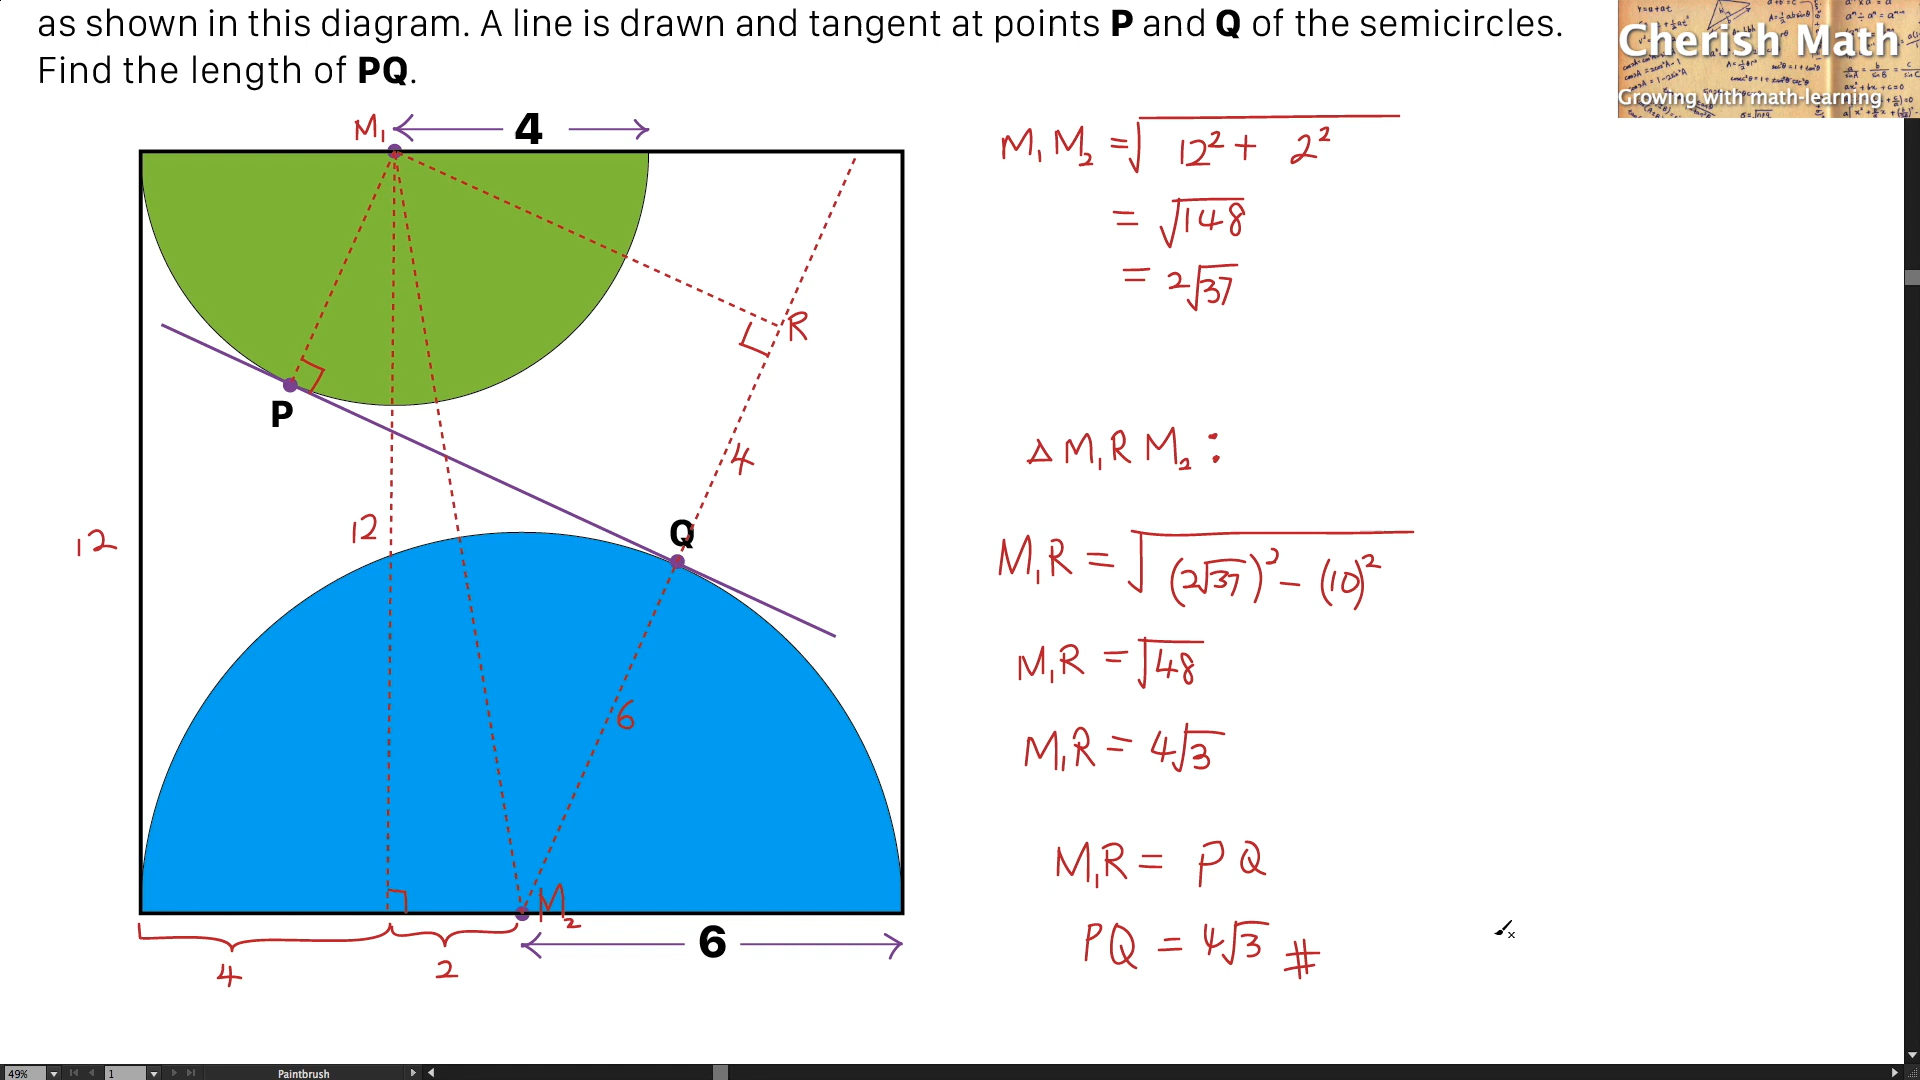 as shown in this diagram. A line is drawn and tangent at points P and Q of the semicircles.
Find the length of PQ.
Cherish Math
Growing with math-learning
M₁
4
R
P
4
Q
12
12
6
M₂
4
2
6
M₁M₂ = √12² + 2²
= √148
= 2√37
△ M₁RM₂ :
M₁R = √(2√37)² − (10)²
M₁R = √48
M₁R = 4√3
M₁R = PQ
PQ = 4√3 #
49%
1
Paintbrush